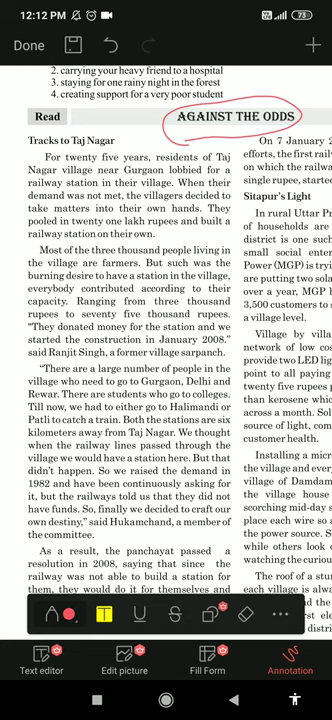 12:12 PM
73
Done
2. carrying your heavy friend to a hospital
3. staying for one rainy night in the forest
4. creating support for a very poor student
Read
AGAINST THE ODDS
Tracks to Taj Nagar
For twenty five years, residents of Taj
Nagar village near Gurgaon lobbied for a
railway station in their village. When their
demand was not met, the villagers decided to
take matters into their own hands. They
pooled in twenty one lakh rupees and built a
railway station on their own.
Most of the three thousand people living in
the village are farmers. But such was the
burning desire to have a station in the village,
everybody contributed according to their
capacity. Ranging from three thousand
rupees to seventy five thousand rupees.
“They donated money for the station and we
started the construction in January 2008.”
said Ranjit Singh, a former village sarpanch.
“There are a large number of people in the
village who need to go to Gurgaon, Delhi and
Rewar. There are students who go to colleges.
Till now, we had to either go to Halimandi or
Patli to catch a train. Both the stations are six
kilometers away from Taj Nagar. We thought
when the railway lines passed through the
village we would have a station here. But that
didn't happen. So we raised the demand in
1982 and have been continuously asking for
it, but the railways told us that they did not
have funds. So, finally we decided to craft our
own destiny,” said Hukamchand, a member of
the committee.
As a result, the panchayat passed a
resolution in 2008, saying that since the
railway was not able to build a station for
them, they would do it for themselves and
On 7 January 2
efforts, the first rail
on which the railway
single rupee, started
Sitapur's Light
In rural Uttar Pr
of households are
district is one such
small social enter
Power (MGP) is tryi
are putting two sola
over a year, MGP h
3,500 customers to s
a village level.
Village by villag
network of low cos
provide two LED lig
point to all paying
twenty five rupees p
than kerosene whic
across a month. Sol
source of light, com
customer health.
Installing a micr
the village and every
village of Damdam
the village house
scorching mid-day s
place each wire so a
the power source. S
while others look o
watching the curiou
The roof of a stu
each village is alwa
T
Text editor
Edit picture
Fill Form
Annotation